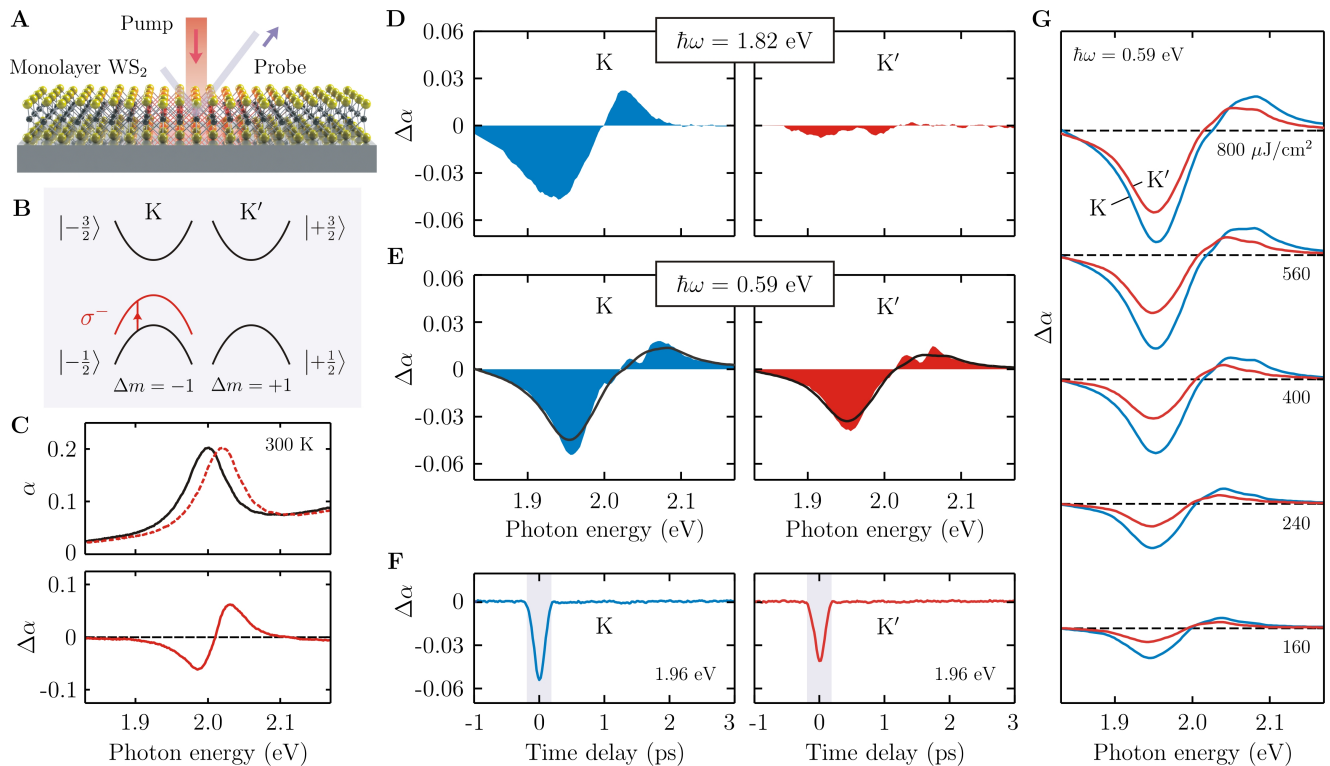 A
Pump
Monolayer WS₂
Probe
B
K
K′
|−3/2⟩
|+3/2⟩
σ⁻
|−1/2⟩
|+1/2⟩
Δm = −1
Δm = +1
C
300 K
0.2
0.1
0
α
0.1
0
-0.1
Δα
1.9
2.0
2.1
Photon energy (eV)
D
ℏω = 1.82 eV
K
K′
0.06
0.03
0
-0.03
-0.06
Δα
E
ℏω = 0.59 eV
K
K′
0.06
0.03
0
-0.03
-0.06
Δα
1.9
2.0
2.1
1.9
2.0
2.1
Photon energy (eV)
Photon energy (eV)
F
0
-0.03
-0.06
Δα
K
K′
1.96 eV
1.96 eV
-1
0
1
2
3
-1
0
1
2
3
Time delay (ps)
Time delay (ps)
G
ℏω = 0.59 eV
800 μJ/cm²
K′
K
560
Δα
400
240
160
1.9
2.0
2.1
Photon energy (eV)